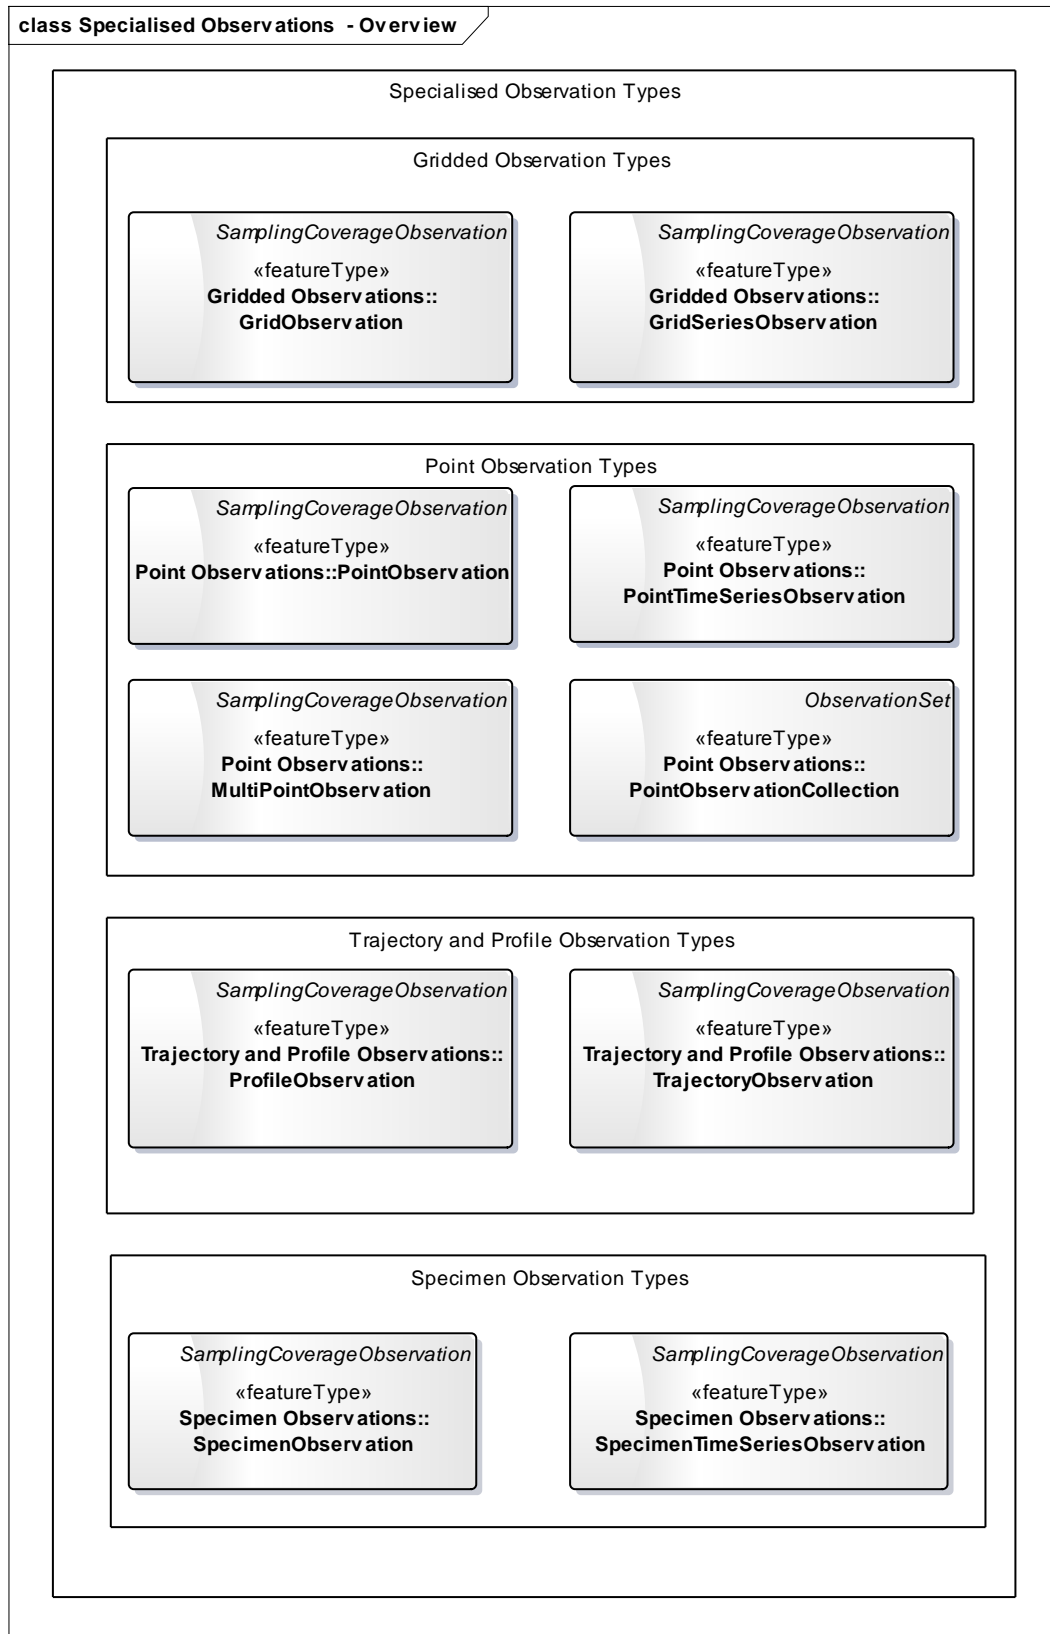 class Specialised Observations - Overview
Specialised Observation Types
Gridded Observation Types
SamplingCoverageObservation
«featureType»
Gridded Observations::
GridObservation
SamplingCoverageObservation
«featureType»
Gridded Observations::
GridSeriesObservation
Point Observation Types
SamplingCoverageObservation
«featureType»
Point Observations::PointObservation
SamplingCoverageObservation
«featureType»
Point Observations::
PointTimeSeriesObservation
SamplingCoverageObservation
«featureType»
Point Observations::
MultiPointObservation
ObservationSet
«featureType»
Point Observations::
PointObservationCollection
Trajectory and Profile Observation Types
SamplingCoverageObservation
«featureType»
Trajectory and Profile Observations::
ProfileObservation
SamplingCoverageObservation
«featureType»
Trajectory and Profile Observations::
TrajectoryObservation
Specimen Observation Types
SamplingCoverageObservation
«featureType»
Specimen Observations::
SpecimenObservation
SamplingCoverageObservation
«featureType»
Specimen Observations::
SpecimenTimeSeriesObservation